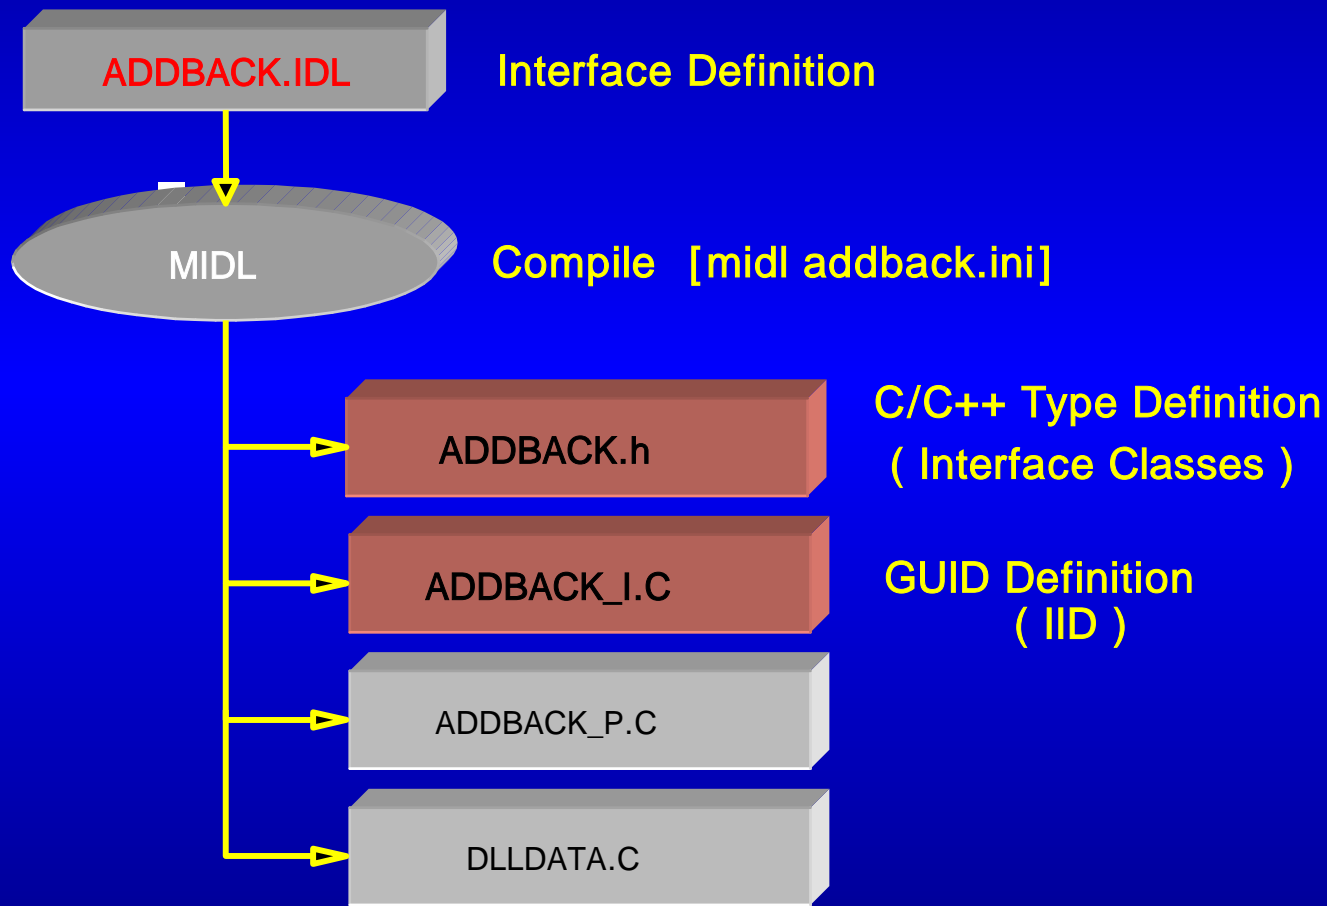 ADDBACK.IDL
Interface Definition
MIDL
Compile [midl addback.ini]
ADDBACK.h
C/C++ Type Definition
( Interface Classes )
ADDBACK_I.C
GUID Definition
( IID )
ADDBACK_P.C
DLLDATA.C